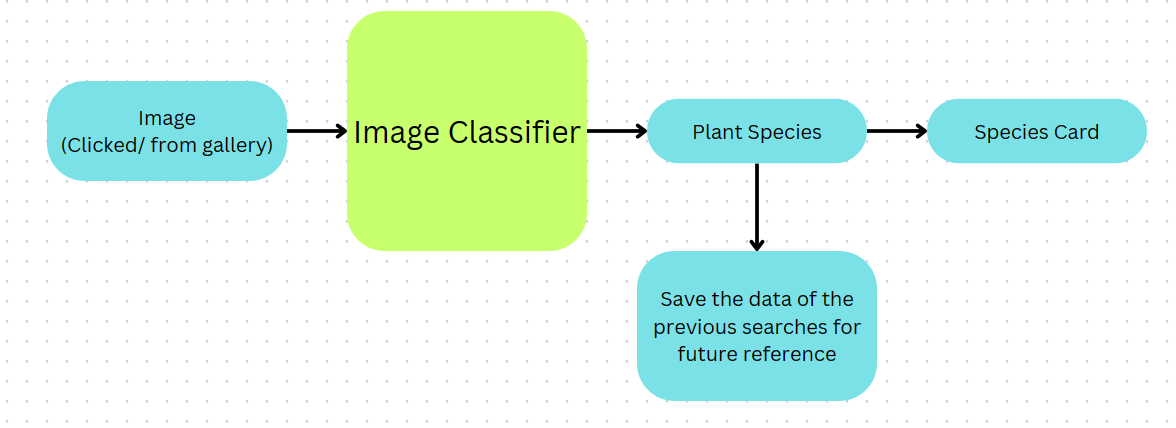 Image
(Clicked/ from gallery)
Image Classifier
Plant Species
Species Card
Save the data of the
previous searches for
future reference